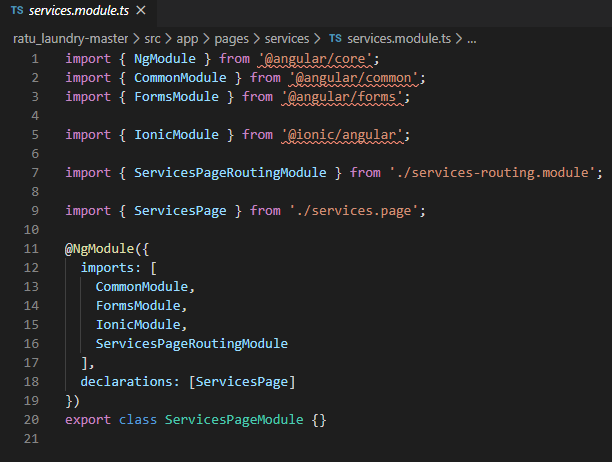 TS services.module.ts ×
ratu_laundry-master > src > app > pages > services > TS services.module.ts > ...
1 import { NgModule } from '@angular/core';
2 import { CommonModule } from '@angular/common';
3 import { FormsModule } from '@angular/forms';
4
5 import { IonicModule } from '@ionic/angular';
6
7 import { ServicesPageRoutingModule } from './services-routing.module';
8
9 import { ServicesPage } from './services.page';
10
11 @NgModule({
12   imports: [
13     CommonModule,
14     FormsModule,
15     IonicModule,
16     ServicesPageRoutingModule
17   ],
18   declarations: [ServicesPage]
19 })
20 export class ServicesPageModule {}
21